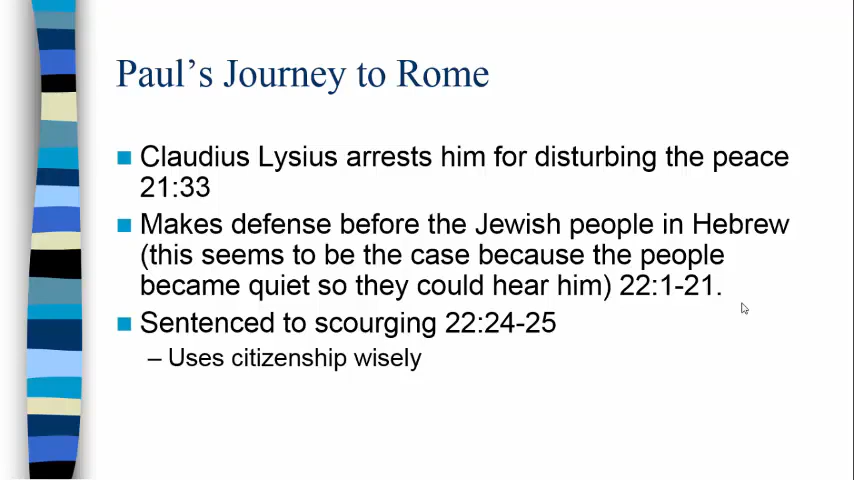 Paul's Journey to Rome
Claudius Lysius arrests him for disturbing the peace
21:33
Makes defense before the Jewish people in Hebrew
(this seems to be the case because the people
became quiet so they could hear him) 22:1-21.
Sentenced to scourging 22:24-25
– Uses citizenship wisely